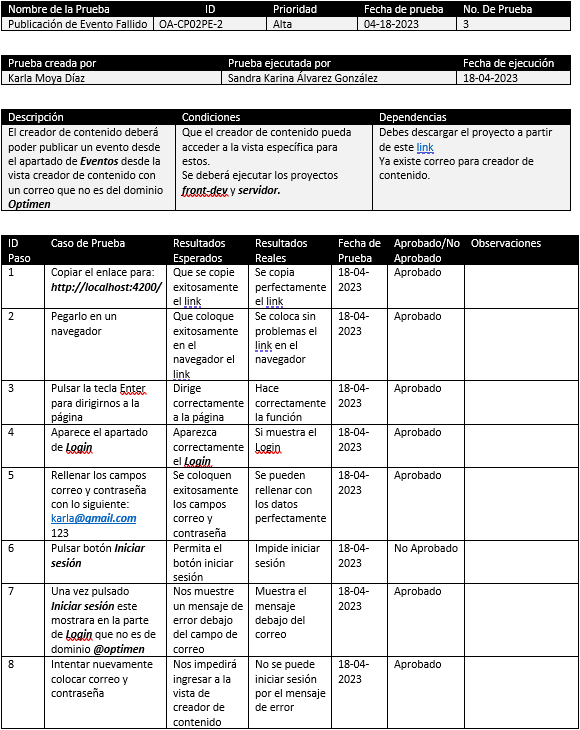 Nombre de la Prueba ID Prioridad Fecha de prueba No. De Prueba
Publicación de Evento Fallido OA-CP02PE-2 Alta 04-18-2023 3
Prueba creada por Prueba ejecutada por Fecha de ejecución
Karla Moya Díaz Sandra Karina Álvarez González 18-04-2023
Descripción Condiciones Dependencias
El creador de contenido deberá
poder publicar un evento desde
el apartado de Eventos desde la
vista creador de contenido con
un correo que no es del dominio
Optimen
Que el creador de contenido pueda
acceder a la vista específica para
estos.
Se deberá ejecutar los proyectos
front-dev y servidor.
Debes descargar el proyecto a partir
de este link
Ya existe correo para creador de
contenido.
ID
Paso
Caso de Prueba
Resultados
Esperados
Resultados
Reales
Fecha de
Prueba
Aprobado/No
Aprobado
Observaciones
1
Copiar el enlace para:
http://localhost:4200/
Que se copie
exitosamente
el link
Se copia
perfectamente
el link
18-04-
2023
Aprobado
2
Pegarlo en un
navegador
Que coloque
exitosamente
en el
navegador el
link
Se coloca sin
problemas el
link en el
navegador
18-04-
2023
Aprobado
3
Pulsar la tecla Enter
para dirigirnos a la
página
Dirige
correctamente
a la página
Hace
correctamente
la función
18-04-
2023
Aprobado
4
Aparece el apartado
de Login
Aparezca
correctamente
el Login
Si muestra el
Login
18-04-
2023
Aprobado
5
Rellenar los campos
correo y contraseña
con lo siguiente:
karla@gmail.com
123
Se coloquen
exitosamente
los campos
correo y
contraseña
Se pueden
rellenar con
los datos
perfectamente
18-04-
2023
Aprobado
6
Pulsar botón Iniciar
sesión
Permita el
botón iniciar
sesión
Impide iniciar
sesión
18-04-
2023
No Aprobado
7
Una vez pulsado
Iniciar sesión este
mostrara en la parte
de Login que no es de
dominio @optimen
Nos muestre
un mensaje de
error debajo
del campo de
correo
Muestra el
mensaje
debajo del
correo
18-04-
2023
Aprobado
8
Intentar nuevamente
colocar correo y
contraseña
Nos impedirá
ingresar a la
vista de
creador de
contenido
No se puede
iniciar sesión
por el mensaje
de error
18-04-
2023
Aprobado